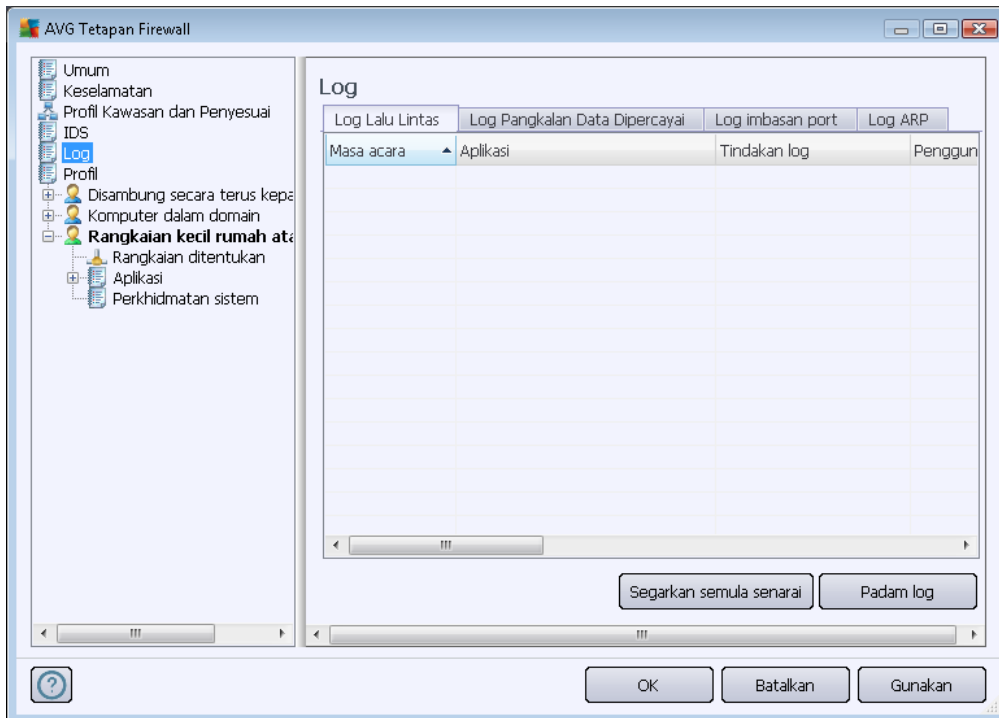 AVG Tetapan Firewall
Umum
Keselamatan
Profil Kawasan dan Penyesuai
IDS
Log
Profil
Disambung secara terus kepa
Komputer dalam domain
Rangkaian kecil rumah ata
Rangkaian ditentukan
Aplikasi
Perkhidmatan sistem
Log
Log Lalu Lintas Log Pangkalan Data Dipercayai Log imbasan port Log ARP
Masa acara Aplikasi Tindakan log Penggun
Segarkan semula senarai Padam log
OK Batalkan Gunakan